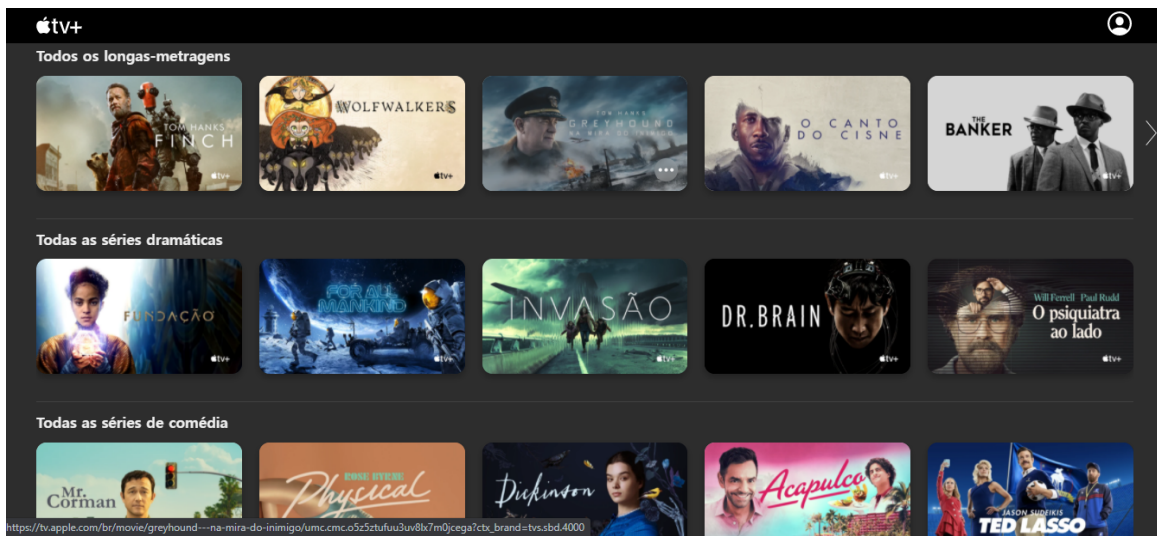 tv+
Todos os longas-metragens
TOM HANKS
FINCH
tv+
WOLFWALKERS
tv+
TOM HANKS
GREYHOUND
NA MIRA DO INIMIGO
O CANTO
DO CISNE
tv+
THE
BANKER
tv+
Todas as séries dramáticas
FUNDAÇÃO
tv+
FOR ALL
MANKIND
tv+
INVASÃO
tv+
DR. BRAIN
tv+
Will Ferrell Paul Rudd
O psiquiatra
ao lado
tv+
Todas as séries de comédia
Mr.
Corman
ROSE BYRNE
Physical
Dickinson
Acapulco
JASON SUDEIKIS
TED LASSO
https://tv.apple.com/br/movie/greyhound---na-mira-do-inimigo/umc.cmc.o5z5ztufuu3uv8lx7m0jcega?ctx_brand=tvs.sbd.4000